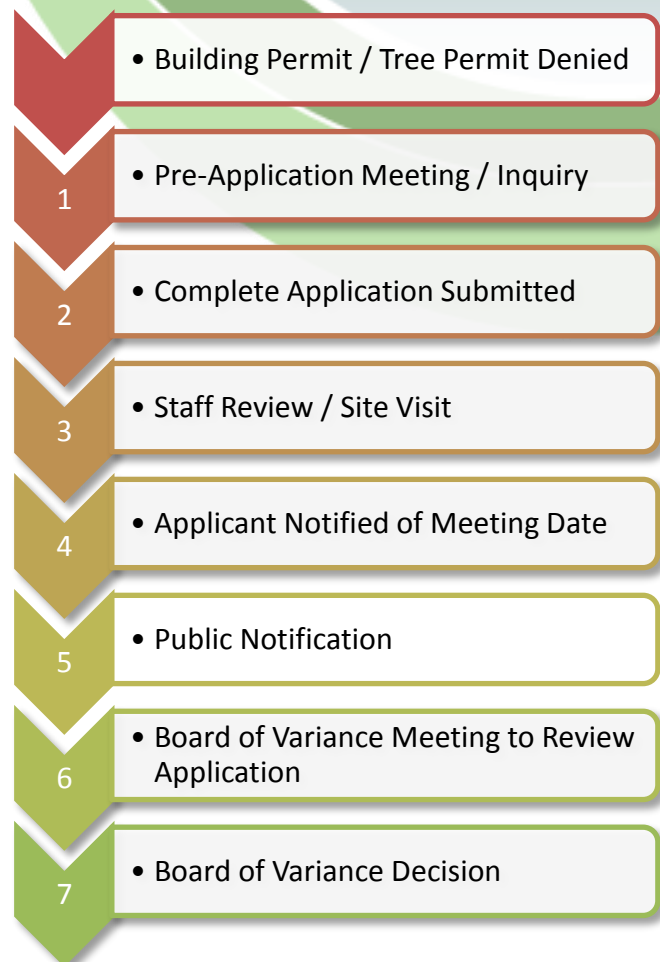 • Building Permit / Tree Permit Denied
1
• Pre-Application Meeting / Inquiry
2
• Complete Application Submitted
3
• Staff Review / Site Visit
4
• Applicant Notified of Meeting Date
5
• Public Notification
6
• Board of Variance Meeting to Review
Application
7
• Board of Variance Decision